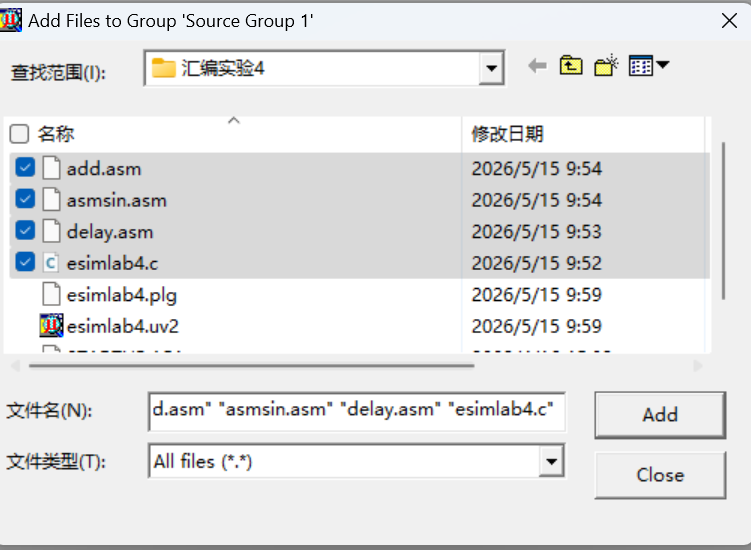 Add Files to Group 'Source Group 1'
查找范围(I): 汇编实验4
名称 修改日期
add.asm 2026/5/15 9:54
asmsin.asm 2026/5/15 9:54
delay.asm 2026/5/15 9:53
esimlab4.c 2026/5/15 9:52
esimlab4.plg 2026/5/15 9:59
esimlab4.uv2 2026/5/15 9:59
文件名(N): d.asm" "asmsin.asm" "delay.asm" "esimlab4.c" Add
文件类型(T): All files (*.*) Close